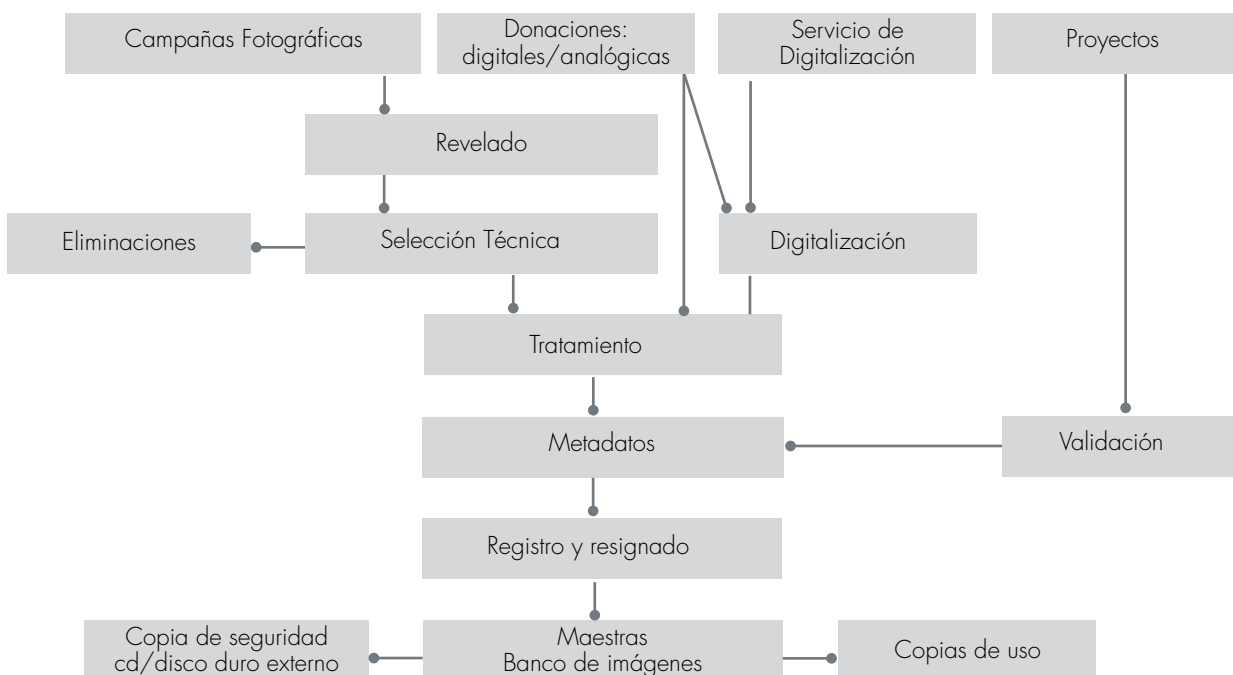 Campañas Fotográficas
Donaciones:
digitales/analógicas
Servicio de
Digitalización
Proyectos
Revelado
Eliminaciones
Selección Técnica
Digitalización
Tratamiento
Metadatos
Validación
Registro y resignado
Copia de seguridad
cd/disco duro externo
Maestras
Banco de imágenes
Copias de uso